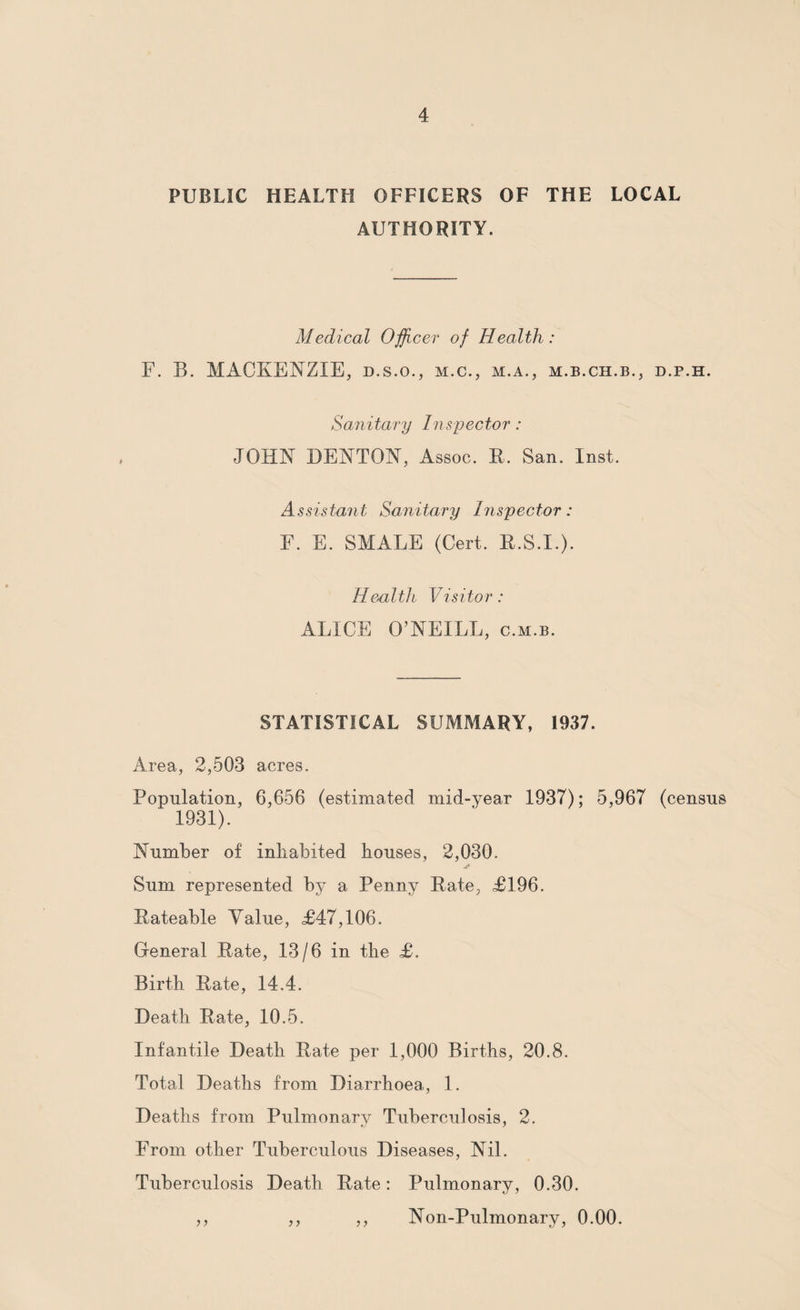 4
PUBLIC HEALTH OFFICERS OF THE LOCAL
AUTHORITY.
Medical Officer of Health:
F. B. MACKENZIE, D.S.O., M.C., M.A., M.B.CH.B., D.P.H.
Sanitary Inspector:
JOHN DENTON, Assoc. R. San. Inst.
Assistant Sanitary Inspector:
F. E. SMALE (Cert. R.S.I.).
Health Visitor:
ALICE O'NEILL, C.M.B.
STATISTICAL SUMMARY, 1937.
Area, 2,503 acres.
Population, 6,656 (estimated mid-year 1937); 5,967 (census
1931).
Number of inhabited houses, 2,030.
Sum represented by a Penny Rate, £196.
Rateable Value, £47,106.
General Rate, 13/6 in the £.
Birth Rate, 14.4.
Death Rate, 10.5.
Infantile Death Rate per 1,000 Births, 20.8.
Total Deaths from Diarrhoea, 1.
Deaths from Pulmonary Tuberculosis, 2.
From other Tuberculous Diseases, Nil.
Tuberculosis Death Rate: Pulmonary, 0.30.
,, ,, ,, Non-Pulmonary, 0.00.